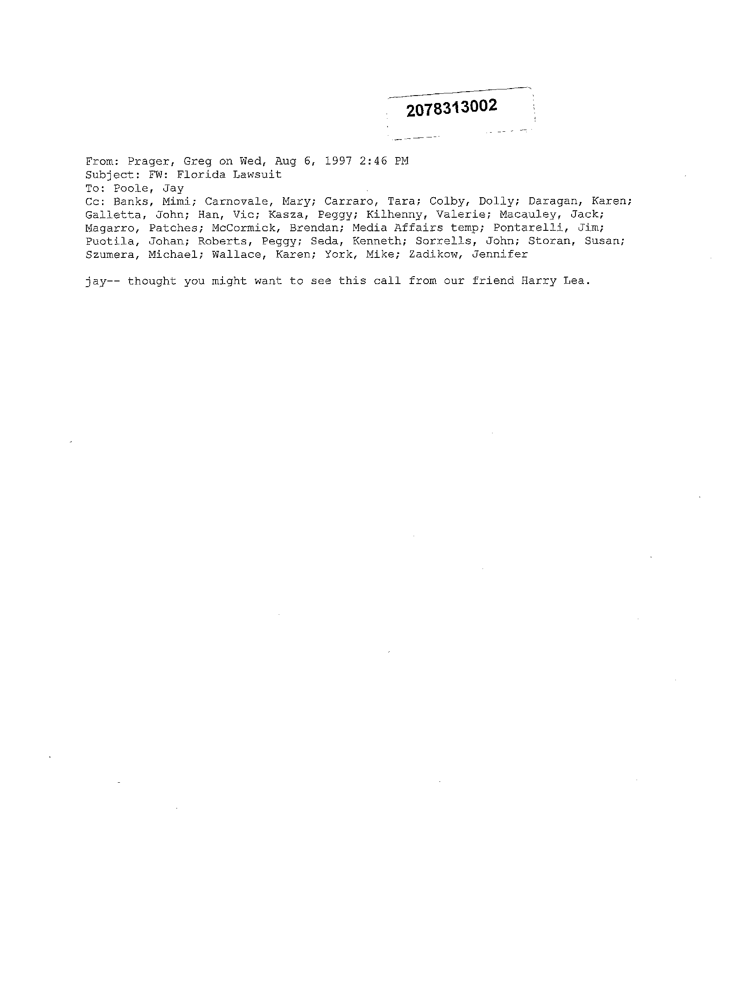 2078313002
From: Prager, Greg on Wed, Aug 6, 1997 2:46 PM
Subject: FW: Florida Lawsuit
To: Poole, Jay
Cc: Banks, Mimi; Carnovale, Mary; Carraro, Tara; Colby, Dolly; Daragan, Karen;
Galletta, John; Han, Vic; Kasza, Peggy; Kilhenny, Valerie; Macauley, Jack;
Magarro, Patches; McCormick, Brendan; Media Affairs temp; Pontarelli, Jim;
Puotila, Johan; Roberts, Peggy; Seda, Kenneth; Sorrells, John; Storan, Susan;
Szumera, Michael; Wallace, Karen; York, Mike; Zadikow, Jennifer
jay-- thought you might want to see this call from our friend Harry Lea.